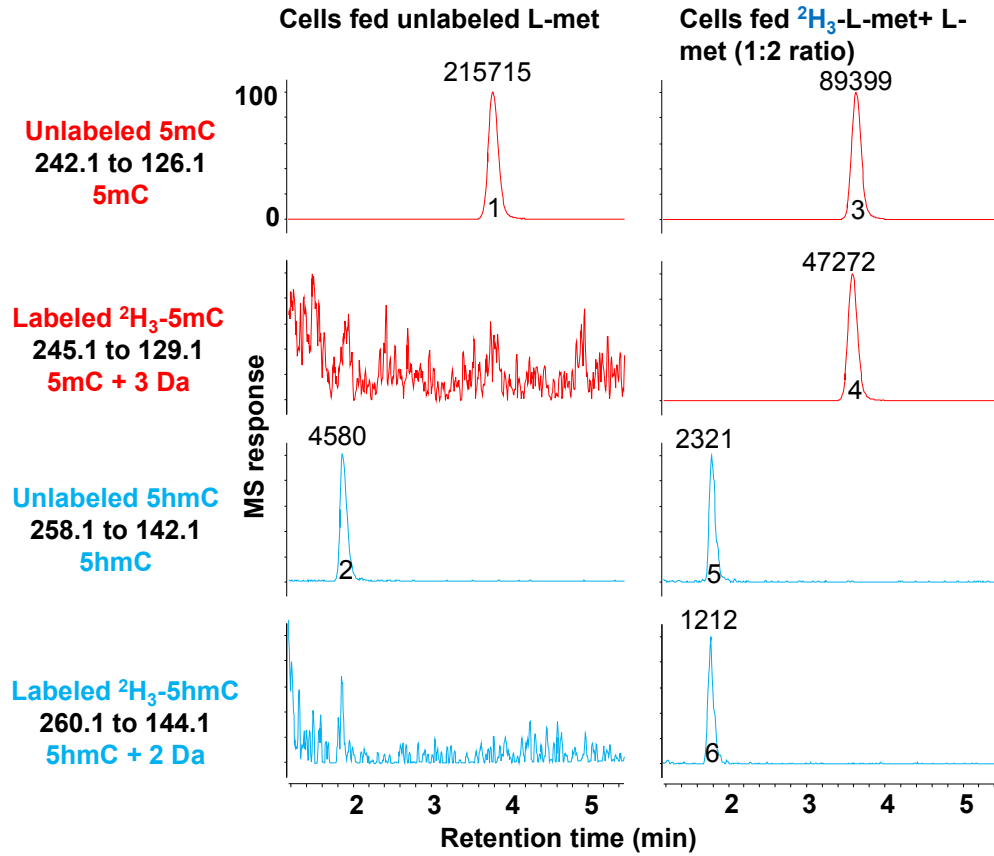 Cells fed unlabeled L-met
Cells fed ²H₃-L-met+ L-
met (1:2 ratio)
Unlabeled 5mC
242.1 to 126.1
5mC
100
0
215715
1
89399
3
Labeled ²H₃-5mC
245.1 to 129.1
5mC + 3 Da
47272
4
MS response
Unlabeled 5hmC
258.1 to 142.1
5hmC
4580
2
2321
5
Labeled ²H₃-5hmC
260.1 to 144.1
5hmC + 2 Da
1212
6
2 3 4 5
2 3 4 5
Retention time (min)